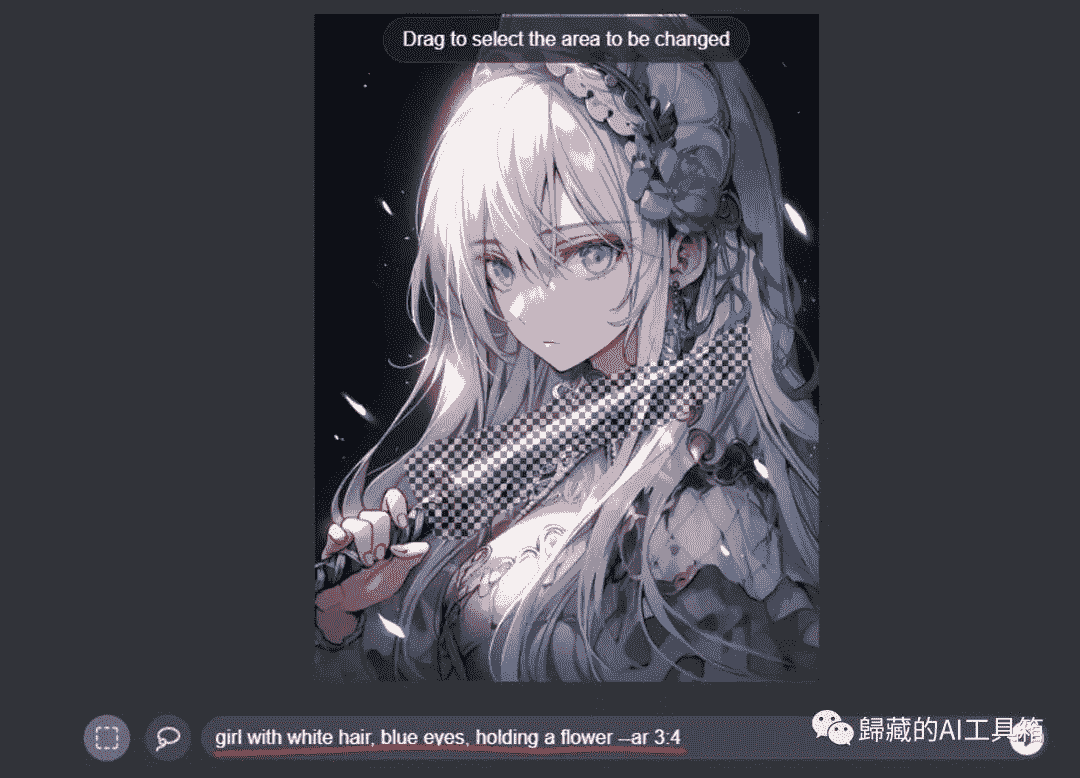 Drag to select the area to be changed
girl with white hair, blue eyes, holding a flower --ar 3:4
歸藏的AI工具箱